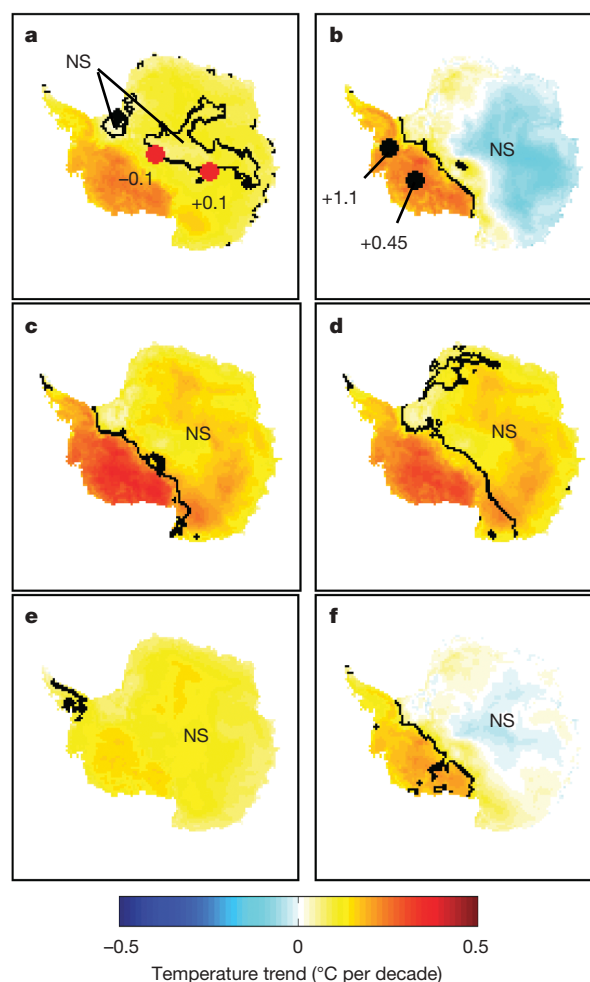 a
NS
−0.1
+0.1
b
NS
+1.1
+0.45
c
NS
d
NS
e
NS
f
NS
−0.5 0 0.5
Temperature trend (°C per decade)